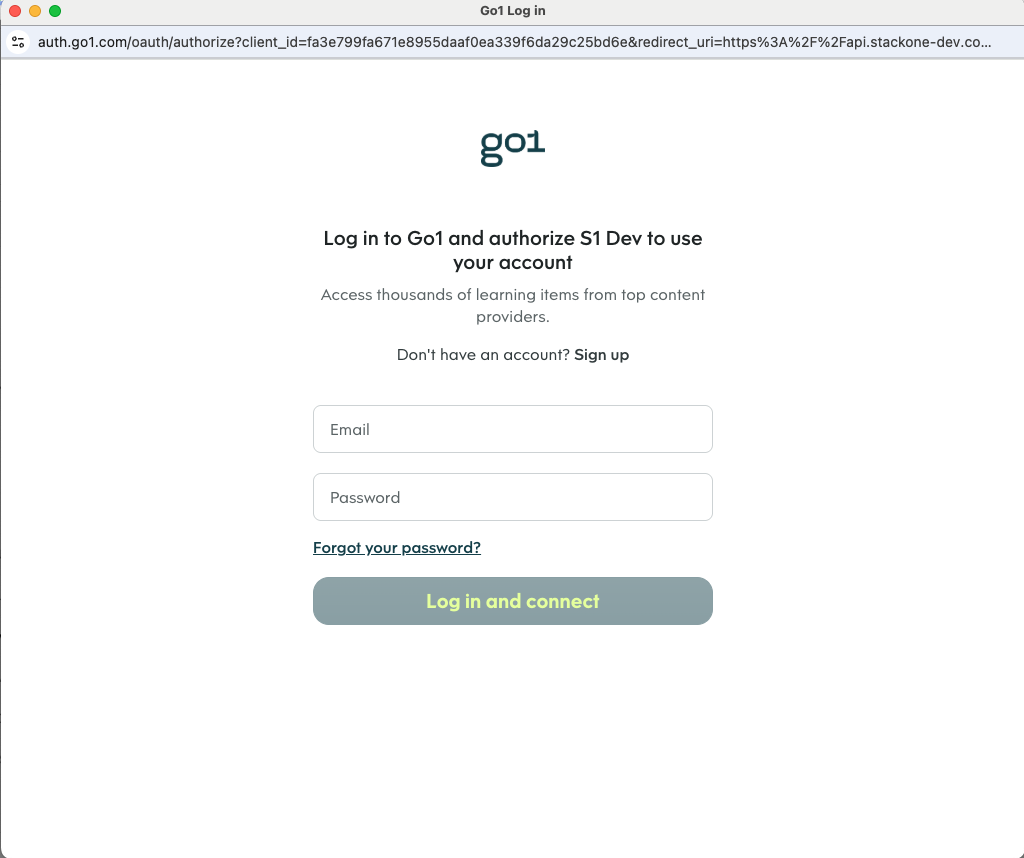 Go1 Log in
auth.go1.com/oauth/authorize?client_id=fa3e799fa671e8955daaf0ea339f6da29c25bd6e&redirect_uri=https%3A%2F%2Fapi.stackone-dev.co...
go1
Log in to Go1 and authorize S1 Dev to use
your account
Access thousands of learning items from top content
providers.
Don't have an account? Sign up
Email
Password
Forgot your password?
Log in and connect